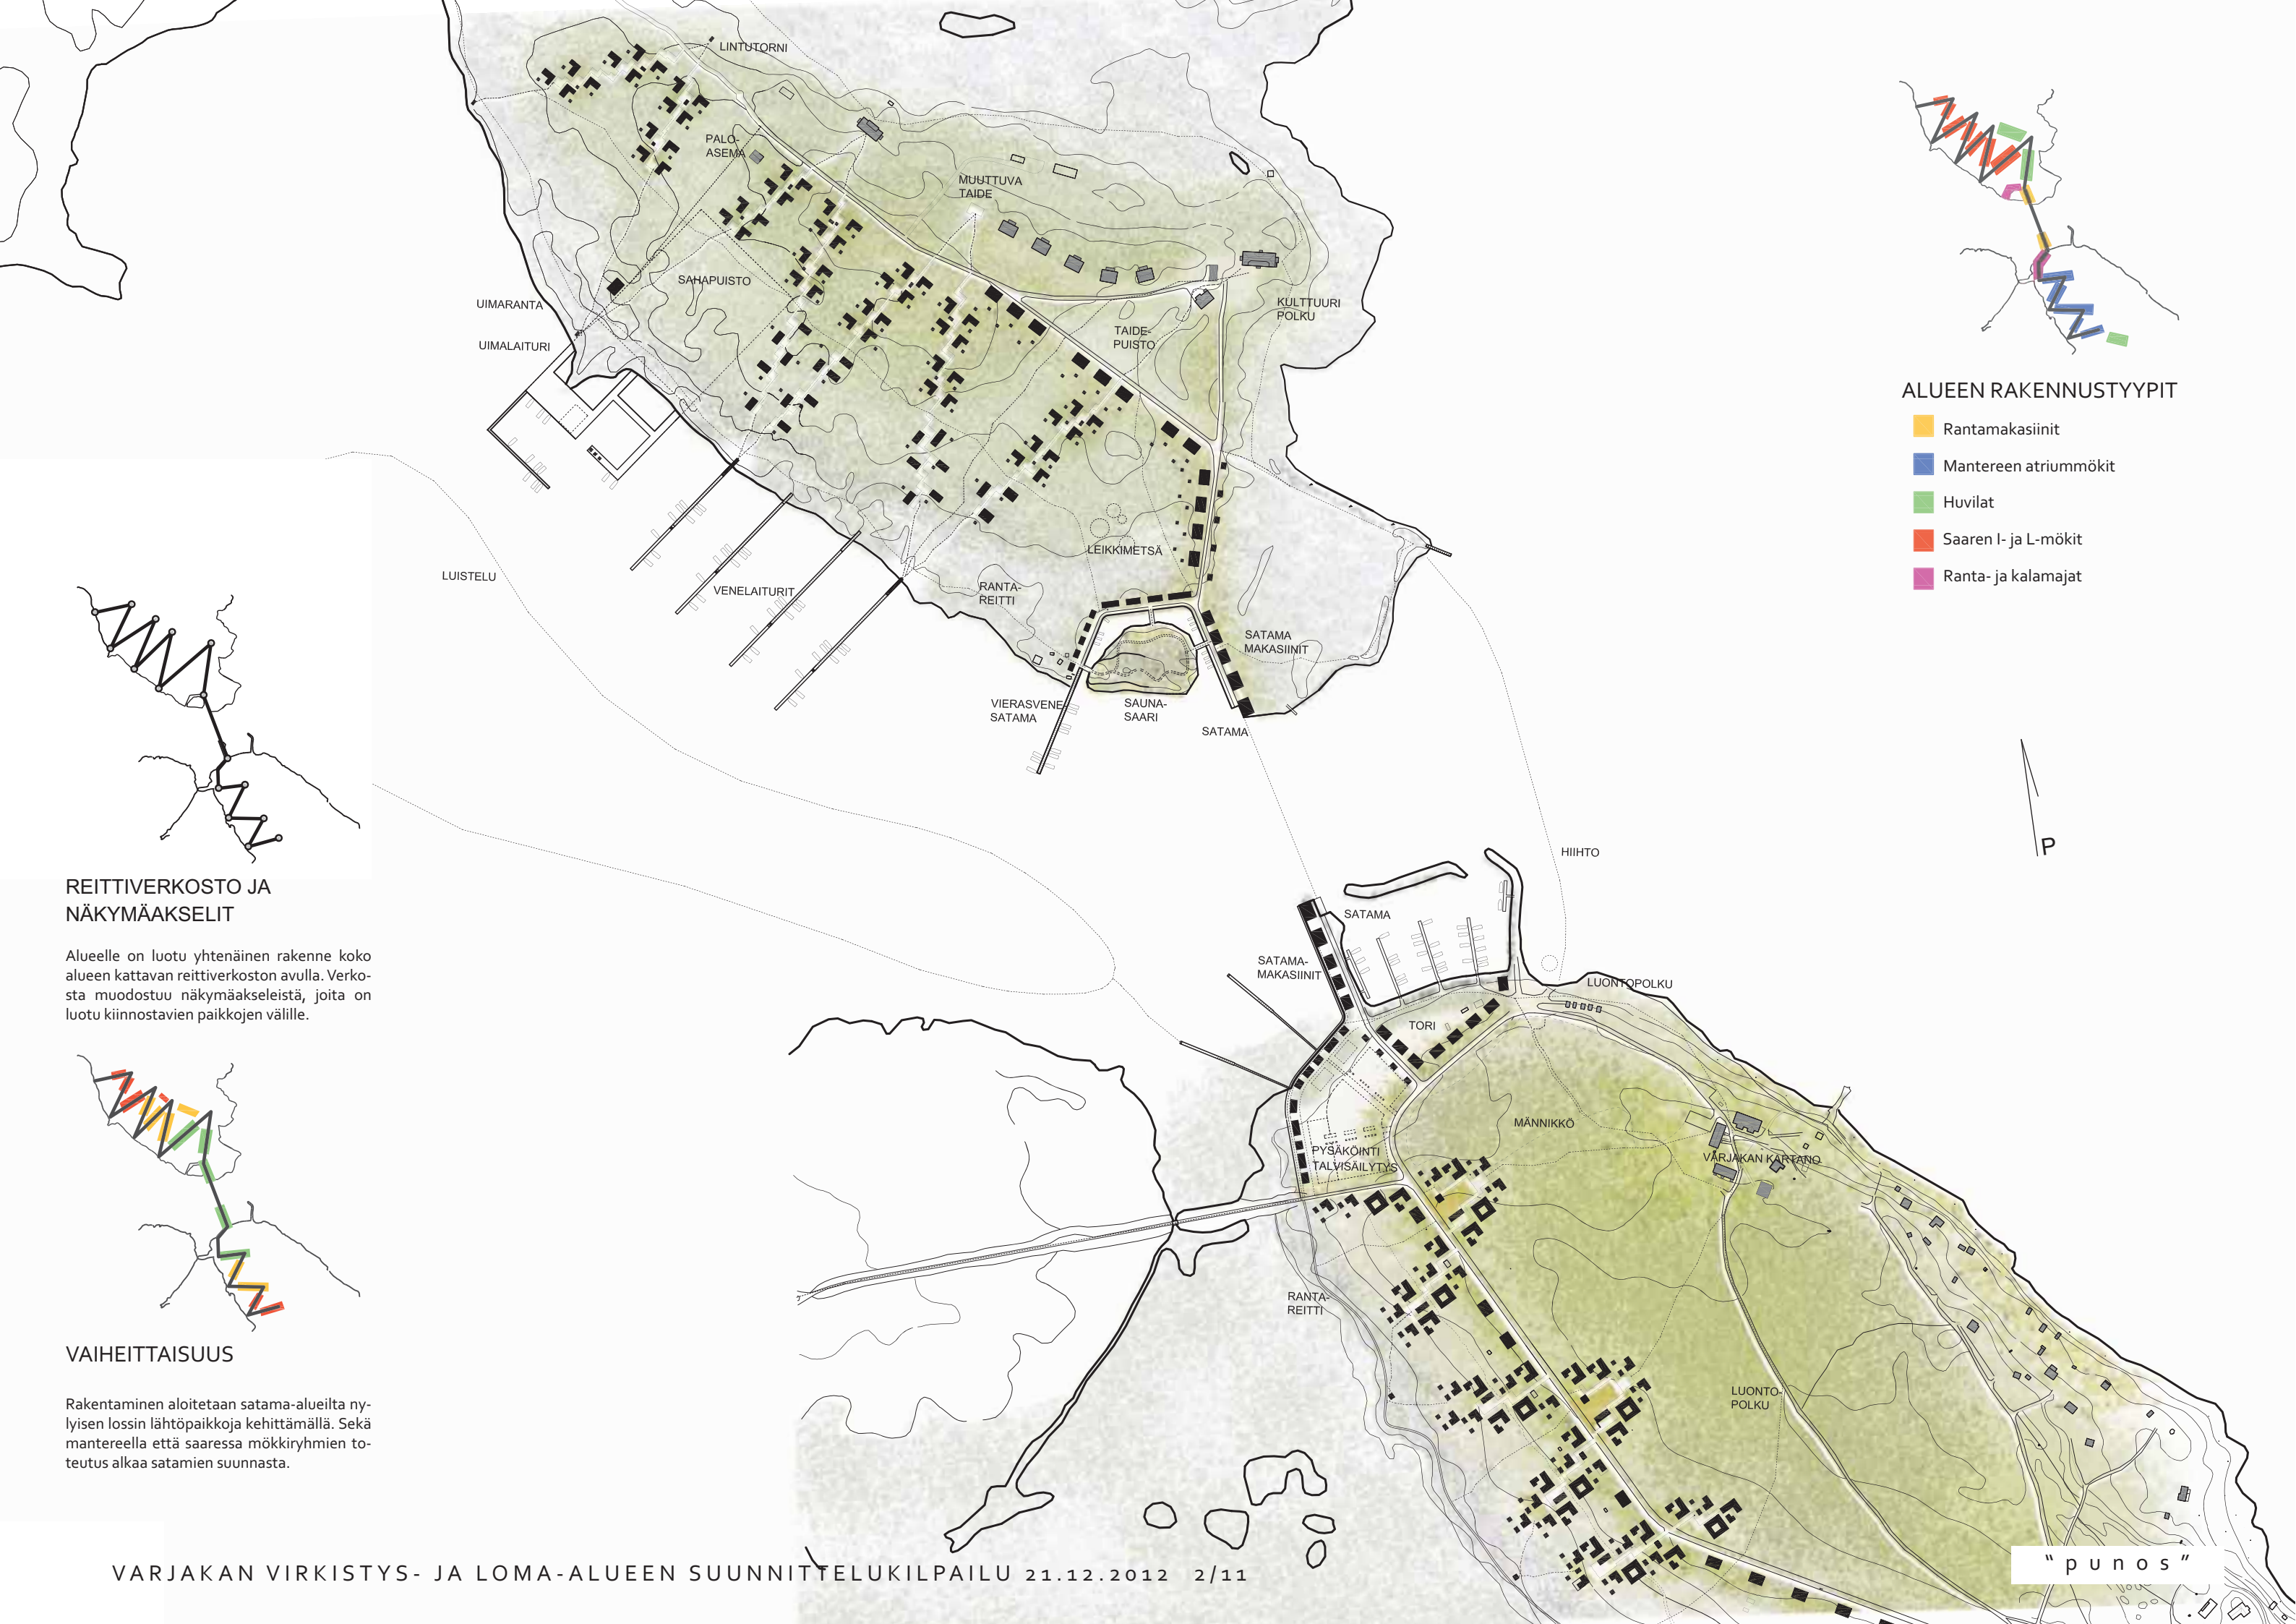 LINTUTORNI
PALO-
ASEMA
MUUTTUVA
TAIDE
SAHAPUISTO
UIMARANTA
UIMALAITURI
KULTTUURI
POLKU
TAIDE-
PUISTO
LEIKKIMETSÄ
LUISTELU
VENELAITURIT
RANTA-
REITTI
SATAMA
MAKASIINIT
VIERASVENE-
SATAMA
SAUNA-
SAARI
SATAMA
ALUEEN RAKENNUSTYYPIT
Rantamakasiinit
Mantereen atriummökit
Huvilat
Saaren I- ja L-mökit
Ranta- ja kalamajat
P
HIIHTO
SATAMA
SATAMA-
MAKASIINIT
LUONTOPOLKU
TORI
MÄNNIKKÖ
PYSÄKÖINTI
TALVISÄILYTYS
VARJAKAN KARTANO
RANTA-
REITTI
LUONTO-
POLKU
REITTIVERKOSTO JA
NÄKYMÄAKSELIT
Alueelle on luotu yhtenäinen rakenne koko
alueen kattavan reittiverkoston avulla. Verko-
sta muodostuu näkymäakseleistä, joita on
luotu kiinnostavien paikkojen välille.
VAIHEITTAISUUS
Rakentaminen aloitetaan satama-alueilta ny-
lyisen lossin lähtöpaikkoja kehittämällä. Sekä
mantereella että saaressa mökkiryhmien to-
teutus alkaa satamien suunnasta.
VARJAKAN VIRKISTYS- JA LOMA-ALUEEN SUUNNITTELUKILPAILU 21.12.2012 2/11
"punos"